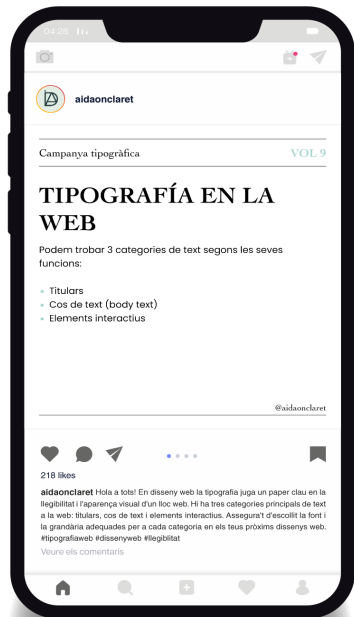 04:28
aidaonclaret
Campanya tipogràfica
VOL 9
TIPOGRAFÍA EN LA
WEB
Podem trobar 3 categories de text segons les seves
funcions:
Titulars
Cos de text (body text)
Elements interactius
@aidaonclaret
218 likes
aidaonclaret Hola a tots! En disseny web la tipografia juga un paper clau en la
llegibilitat i l'aparença visual d'un lloc web. Hi ha tres categories principals de text
a la web: titulars, cos de text i elements interactius. Assegura't d'escollit la font i
la grandària adequades per a cada categoria en els teus pròxims dissenys web.
#tipografiaweb #dissenyweb #llegiblitat
Veure els comentaris